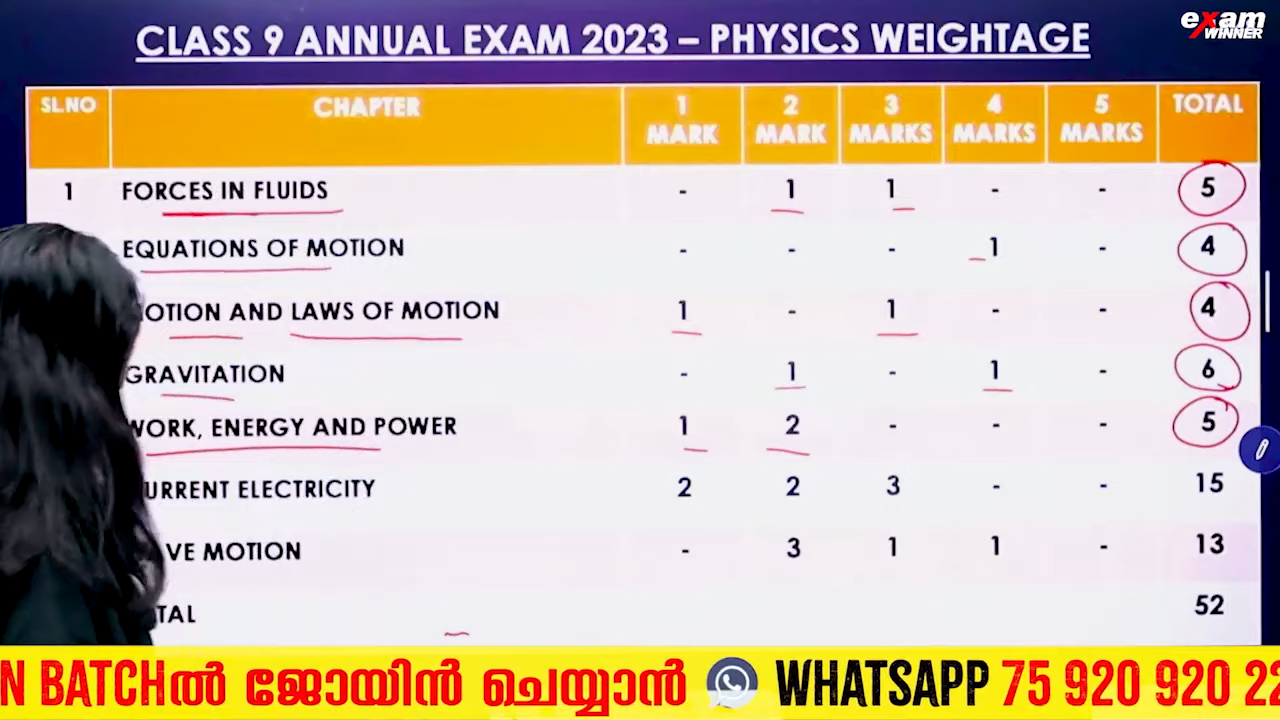 exam
WINNER
CLASS 9 ANNUAL EXAM 2023 – PHYSICS WEIGHTAGE
SL.NO CHAPTER 1 MARK 2 MARK 3 MARKS 4 MARKS 5 MARKS TOTAL
1 FORCES IN FLUIDS - 1 1 - - 5
EQUATIONS OF MOTION - - - 1 - 4
OTION AND LAWS OF MOTION 1 - 1 - - 4
GRAVITATION - 1 - 1 - 6
WORK, ENERGY AND POWER 1 2 - - - 5
URRENT ELECTRICITY 2 2 3 - - 15
VE MOTION - 3 1 1 - 13
TAL 52
N BATCHൽ ജോയിൻ ചെയ്യാൻ WHATSAPP 75 920 920 22